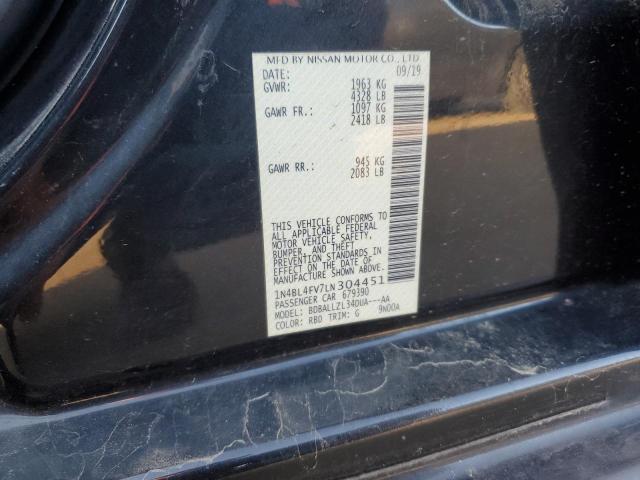 MFD BY NISSAN MOTOR CO., LTD.
DATE: 09/19
GVWR: 1963 KG
4328 LB
GAWR FR.: 1097 KG
2418 LB
GAWR RR.: 945 KG
2083 LB
THIS VEHICLE CONFORMS TO
ALL APPLICABLE FEDERAL
MOTOR VEHICLE SAFETY,
BUMPER, AND THEFT
PREVENTION STANDARDS IN
EFFECT ON THE DATE OF
MANUFACTURE SHOWN ABOVE.
1N4BL4FV7LN304451
PASSENGER CAR 679390
MODEL: BDBALLZL34DUA---AA
COLOR: RBD TRIM: G 9N00A